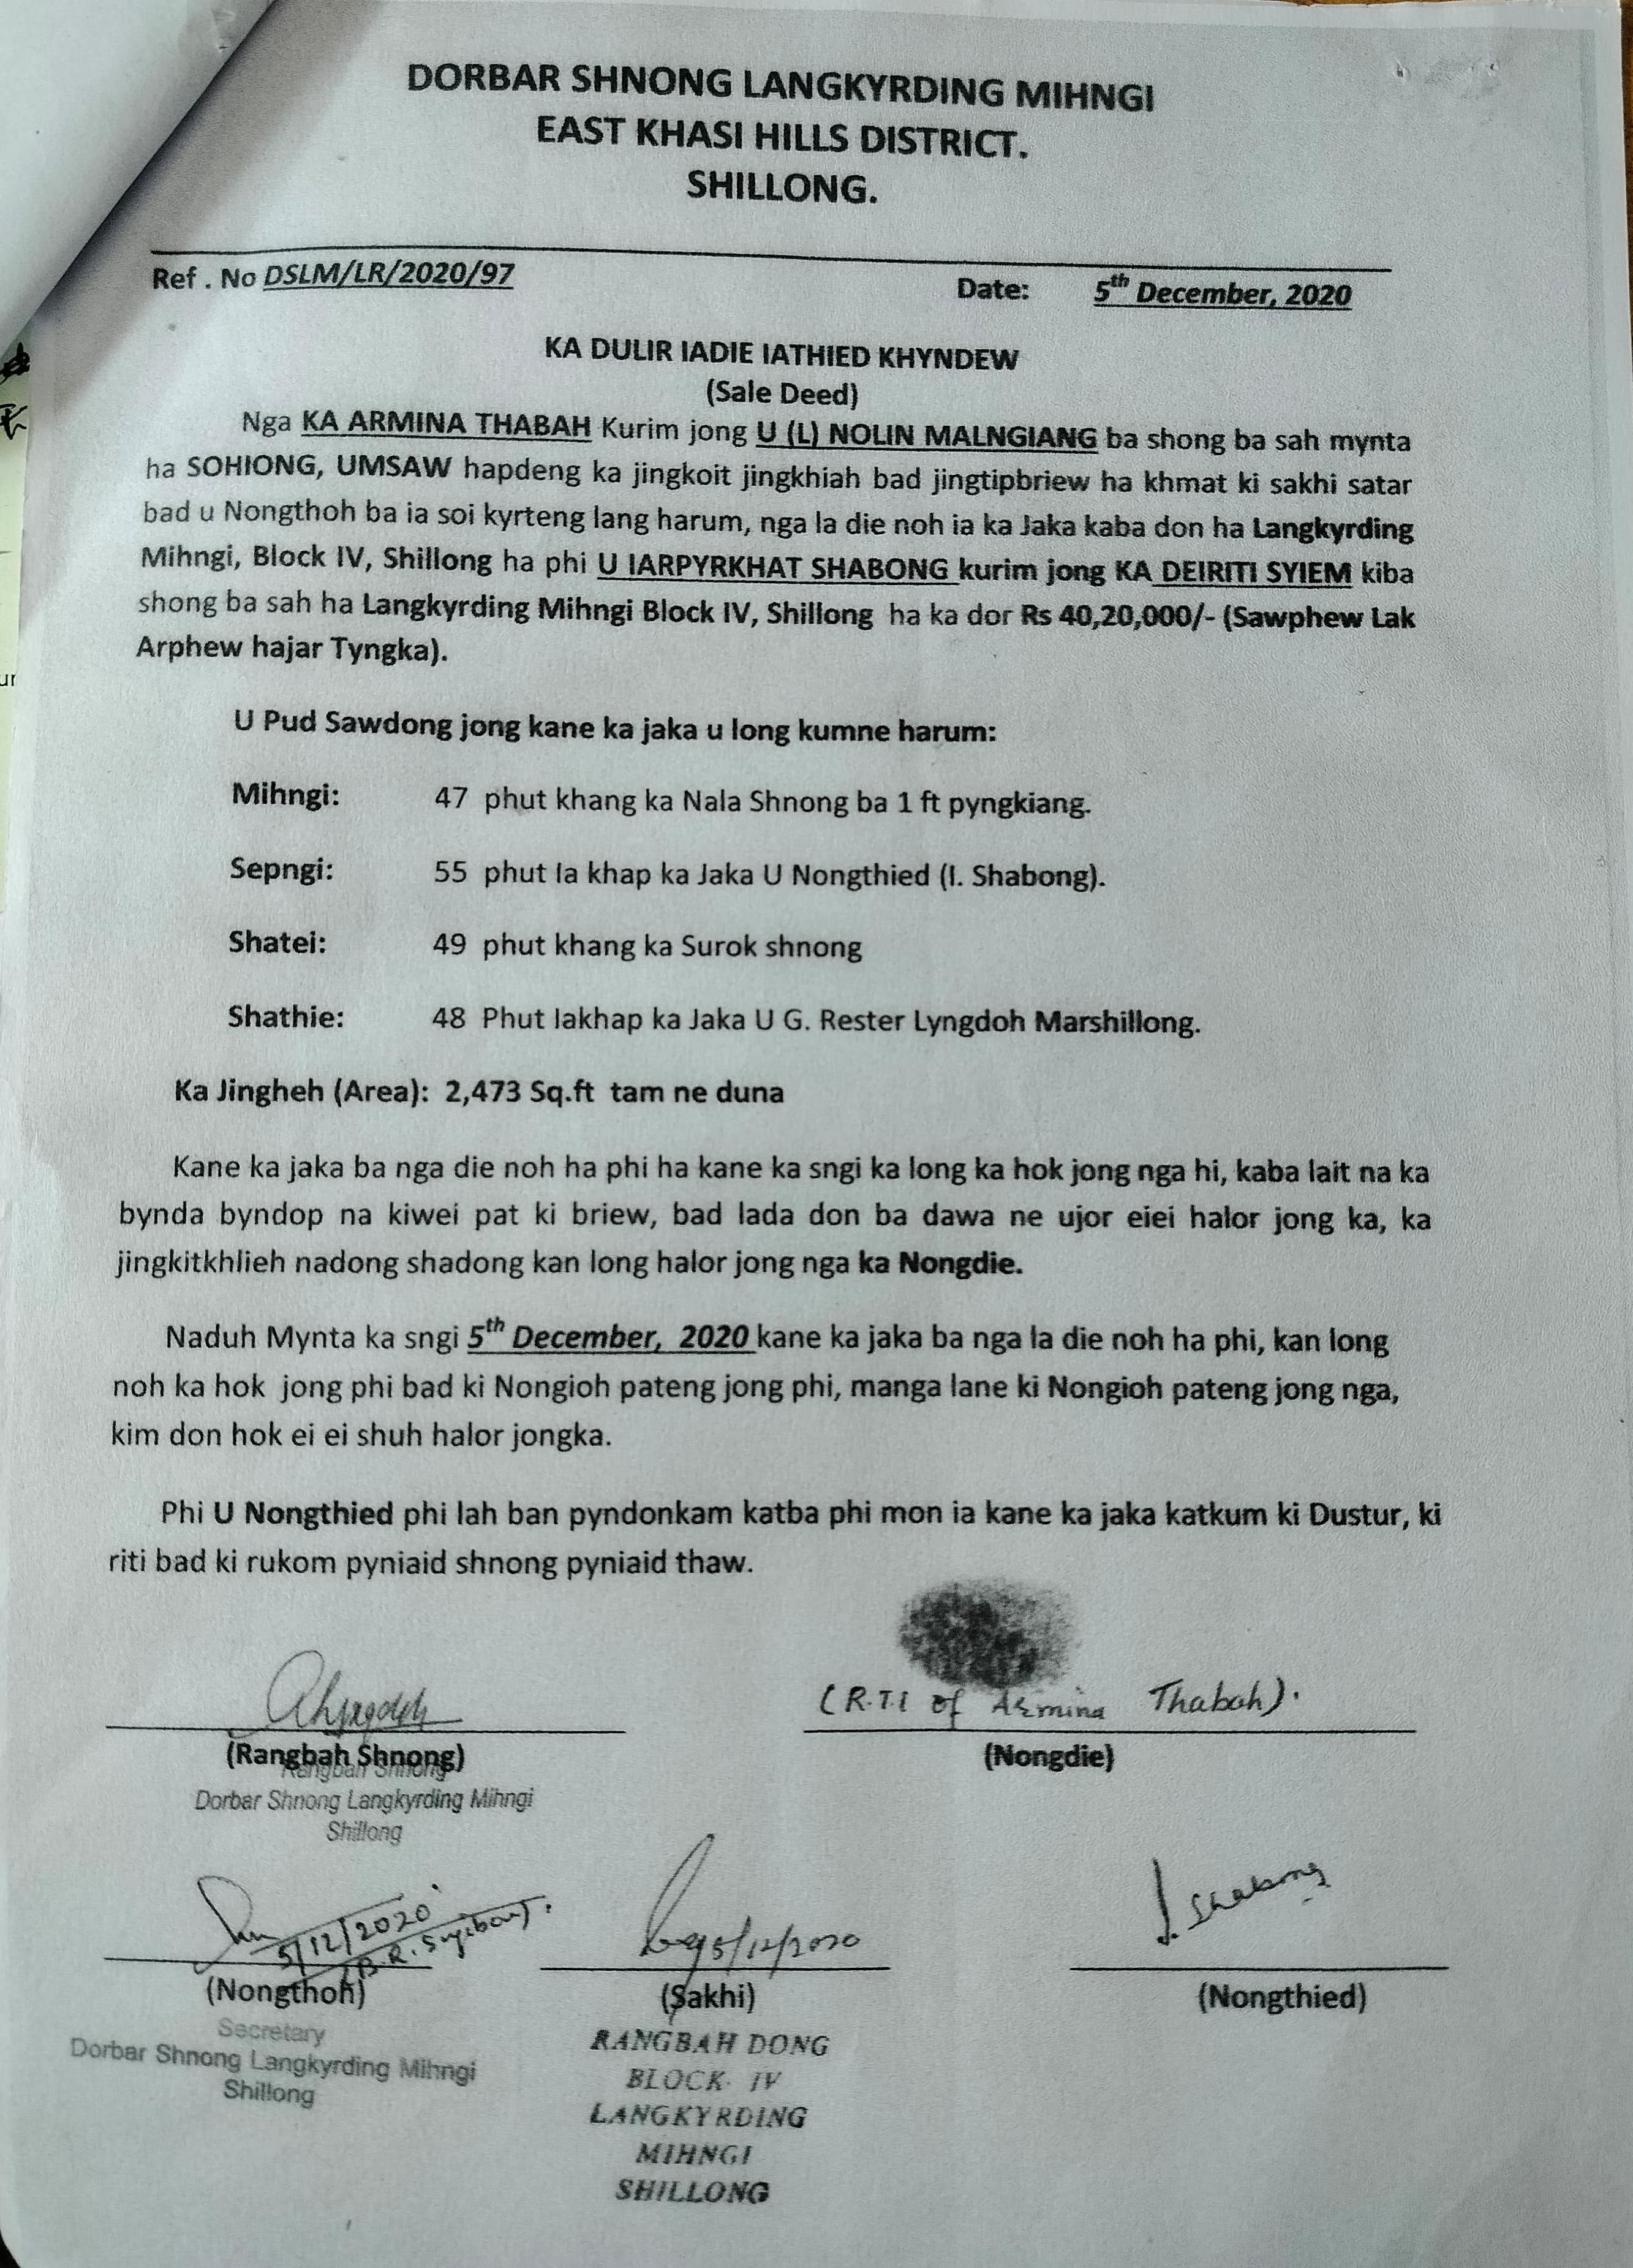 DORBAR SHNONG LANGKYRDING MIHNGI
EAST KHASI HILLS DISTRICT.
SHILLONG.
Ref . No DSLM/LR/2020/97 Date: 5th December, 2020
KA DULIR IADIE IATHIED KHYNDEW
(Sale Deed)
Nga KA ARMINA THABAH Kurim jong U (L) NOLIN MALNGIANG ba shong ba sah mynta
ha SOHIONG, UMSAW hapdeng ka jingkoit jingkhiah bad jingtipbriew ha khmat ki sakhi satar
bad u Nongthoh ba ia soi kyrteng lang harum, nga la die noh ia ka Jaka kaba don ha Langkyrding
Mihngi, Block IV, Shillong ha phi U IARPYRKHAT SHABONG kurim jong KA DEIRITI SYIEM kiba
shong ba sah ha Langkyrding Mihngi Block IV, Shillong ha ka dor Rs 40,20,000/- (Sawphew Lak
Arphew hajar Tyngka).
U Pud Sawdong jong kane ka jaka u long kumne harum:
Mihngi: 47 phut khang ka Nala Shnong ba 1 ft pyngkiang.
Sepngi: 55 phut Ia khap ka Jaka U Nongthied (I. Shabong).
Shatei: 49 phut khang ka Surok shnong
Shathie: 48 Phut Iakhap ka Jaka U G. Rester Lyngdoh Marshillong.
Ka Jingheh (Area): 2,473 Sq.ft tam ne duna
Kane ka jaka ba nga die noh ha phi ha kane ka sngi ka long ka hok jong nga hi, kaba lait na ka
bynda byndop na kiwei pat ki briew, bad lada don ba dawa ne ujor eiei halor jong ka, ka
jingkitkhlieh nadong shadong kan long halor jong nga ka Nongdie.
Naduh Mynta ka sngi 5th December, 2020 kane ka jaka ba nga la die noh ha phi, kan long
noh ka hok jong phi bad ki Nongioh pateng jong phi, manga lane ki Nongioh pateng jong nga,
kim don hok ei ei shuh halor jongka.
Phi U Nongthied phi lah ban pyndonkam katba phi mon ia kane ka jaka katkum ki Dustur, ki
riti bad ki rukom pyniaid shnong pyniaid thaw.
(R.T.I of Armina Thabah).
(Rangbah Shnong) (Nongdie)
Rangbah Shnong
Dorbar Shnong Langkyrding Mihngi
Shillong
5/12/2020 5/12/2020 I. Shabong
(B.R.
(Nongthoh) (Sakhi) (Nongthied)
Secretary
Dorbar Shnong Langkyrding Mihngi
Shillong
RANGBAH DONG
BLOCK IV
LANGKYRDING
MIHNGI
SHILLONG